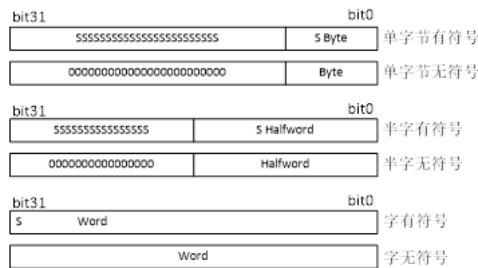 bit31 bit0
SSSSSSSSSSSSSSSSSSSSSSSS S Byte 单字节有符号
000000000000000000000000 Byte 单字节无符号
bit31 bit0
SSSSSSSSSSSSSSSS S Halfword 半字有符号
0000000000000000 Halfword 半字无符号
bit31 bit0
S Word 字有符号
Word 字无符号